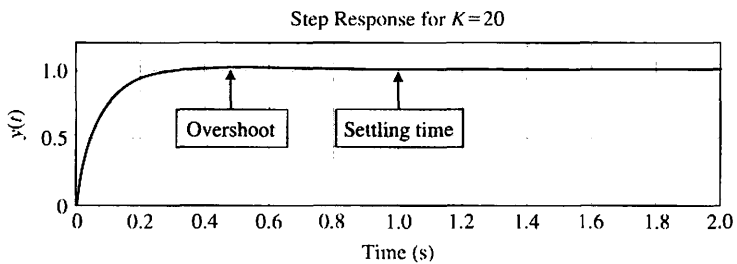 Step Response for K=20
y(t)
1.0
0.5
0
Overshoot
Settling time
0 0.2 0.4 0.6 0.8 1.0 1.2 1.4 1.6 1.8 2.0
Time (s)